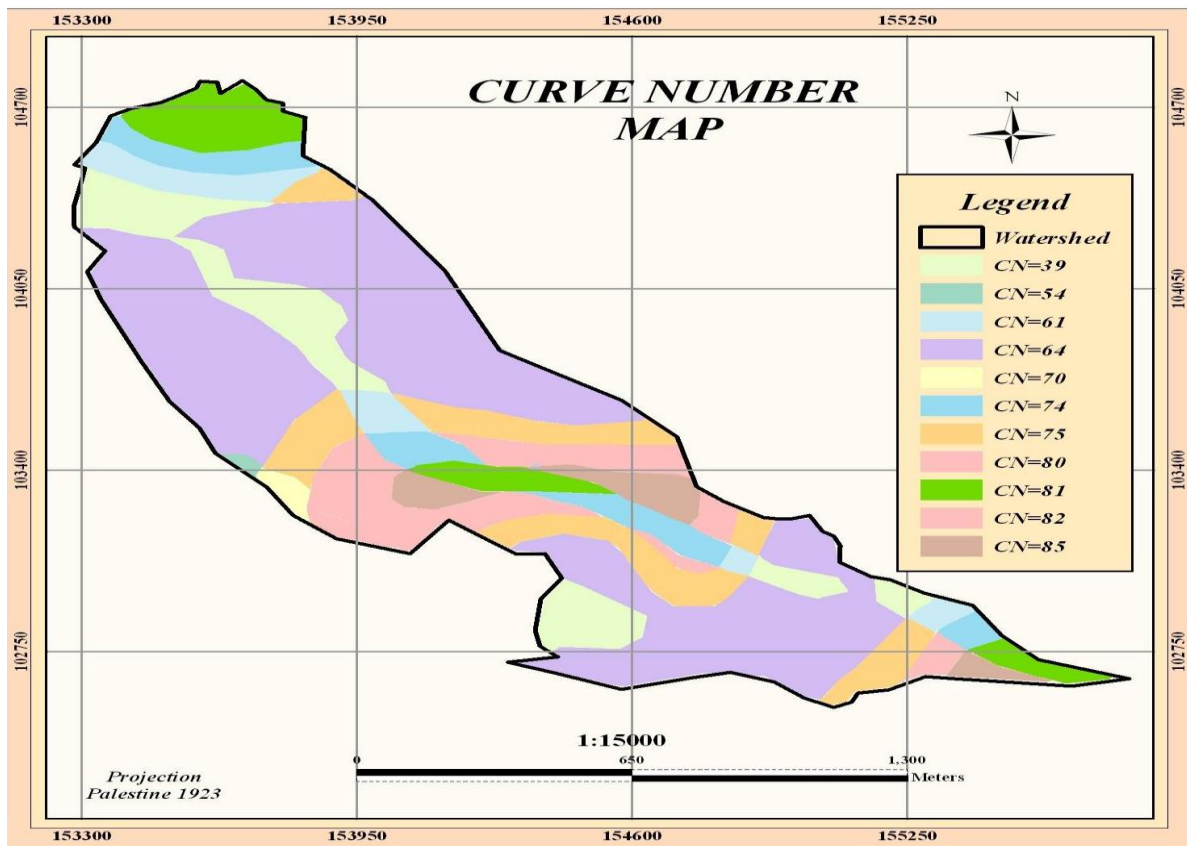 153300 153950 154600 155250
CURVE NUMBER
MAP
N
104700 104700
104050 104050
103400 103400
102750 102750
Legend
Watershed
CN=39
CN=54
CN=61
CN=64
CN=70
CN=74
CN=75
CN=80
CN=81
CN=82
CN=85
1:15000
0 650 1,300
Meters
Projection
Palestine 1923
153300 153950 154600 155250